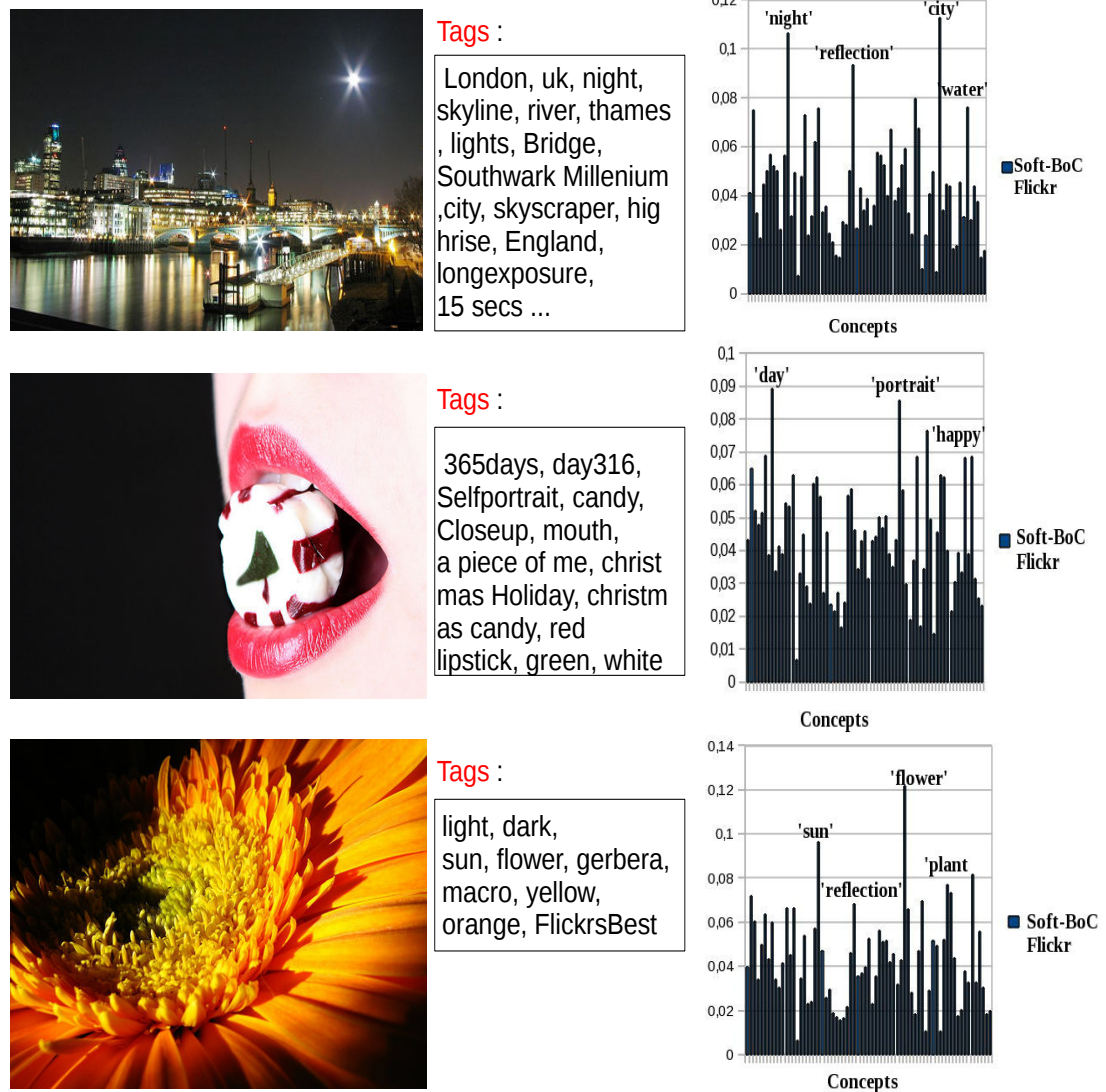 Tags :
London, uk, night,
skyline, river, thames
, lights, Bridge,
Southwark Millenium
,city, skyscraper, hig
hrise, England,
longexposure,
15 secs ...
0,12
0,1
0,08
0,06
0,04
0,02
0
'night'
'reflection'
'city'
'water'
Concepts
Soft-BoC
Flickr
Tags :
365days, day316,
Selfportrait, candy,
Closeup, mouth,
a piece of me, christ
mas Holiday, christm
as candy, red
lipstick, green, white
0,1
0,09
0,08
0,07
0,06
0,05
0,04
0,03
0,02
0,01
0
'day'
'portrait'
'happy'
Concepts
Soft-BoC
Flickr
Tags :
light, dark,
sun, flower, gerbera,
macro, yellow,
orange, FlickrsBest
0,14
0,12
0,1
0,08
0,06
0,04
0,02
0
'sun'
'reflection'
'flower'
'plant
Concepts
Soft-BoC
Flickr